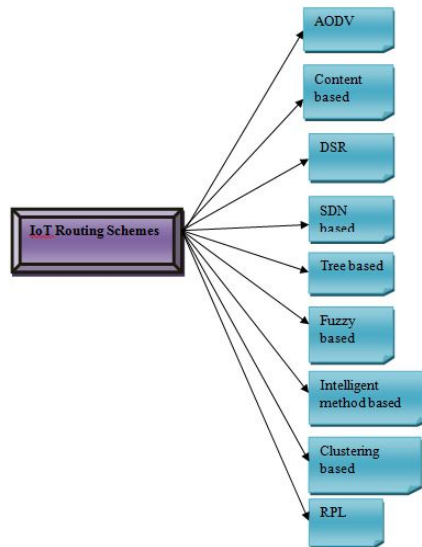 AODV
Content
based
DSR
IoT Routing Schemes
SDN
based
Tree based
Fuzzy
based
Intelligent
method based
Clustering
based
RPL